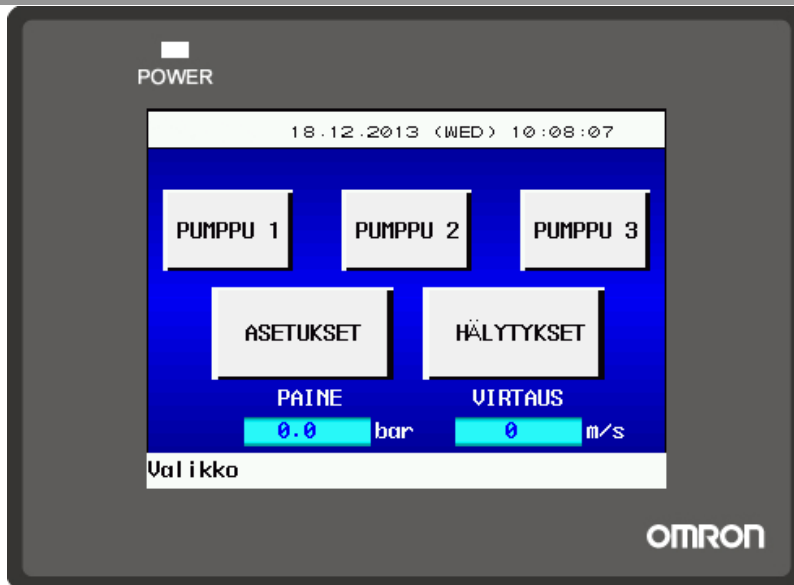 POWER
18.12.2013 (WED) 10:08:07
PUMPPU 1 PUMPPU 2 PUMPPU 3
ASETUKSET HÄLYTYKSET
PAINE VIRTAUS
0.0 bar 0 m/s
Valikko
OMRON